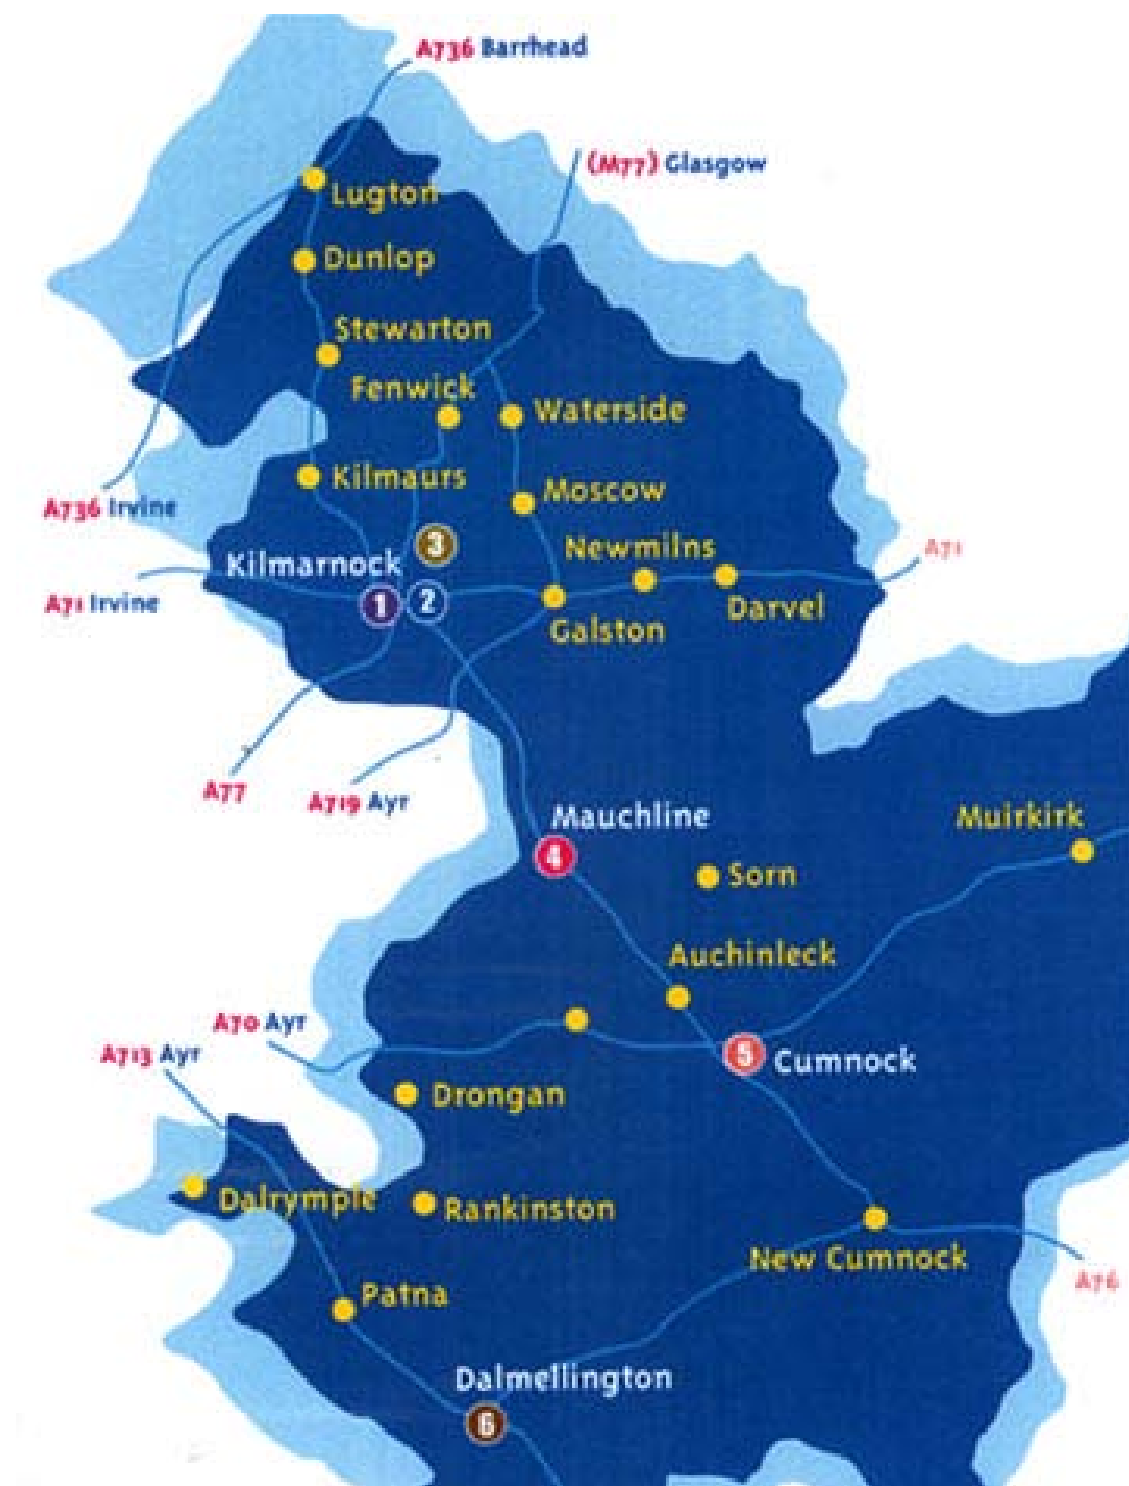 A736 Barrhead
(M77) Glasgow
Lugton
Dunlop
Stewarton
Fenwick
Waterside
Kilmaurs
Moscow
A736 Irvine
3
Newmilns
A71
Kilmarnock
A71 Irvine
1
2
Darvel
Galston
A77
A719 Ayr
Mauchline
Muirkirk
4
Sorn
Auchinleck
A70 Ayr
A713 Ayr
5
Cumnock
Drongan
Dalrymple
Rankinston
New Cumnock
A76
Patna
Dalmellington
6